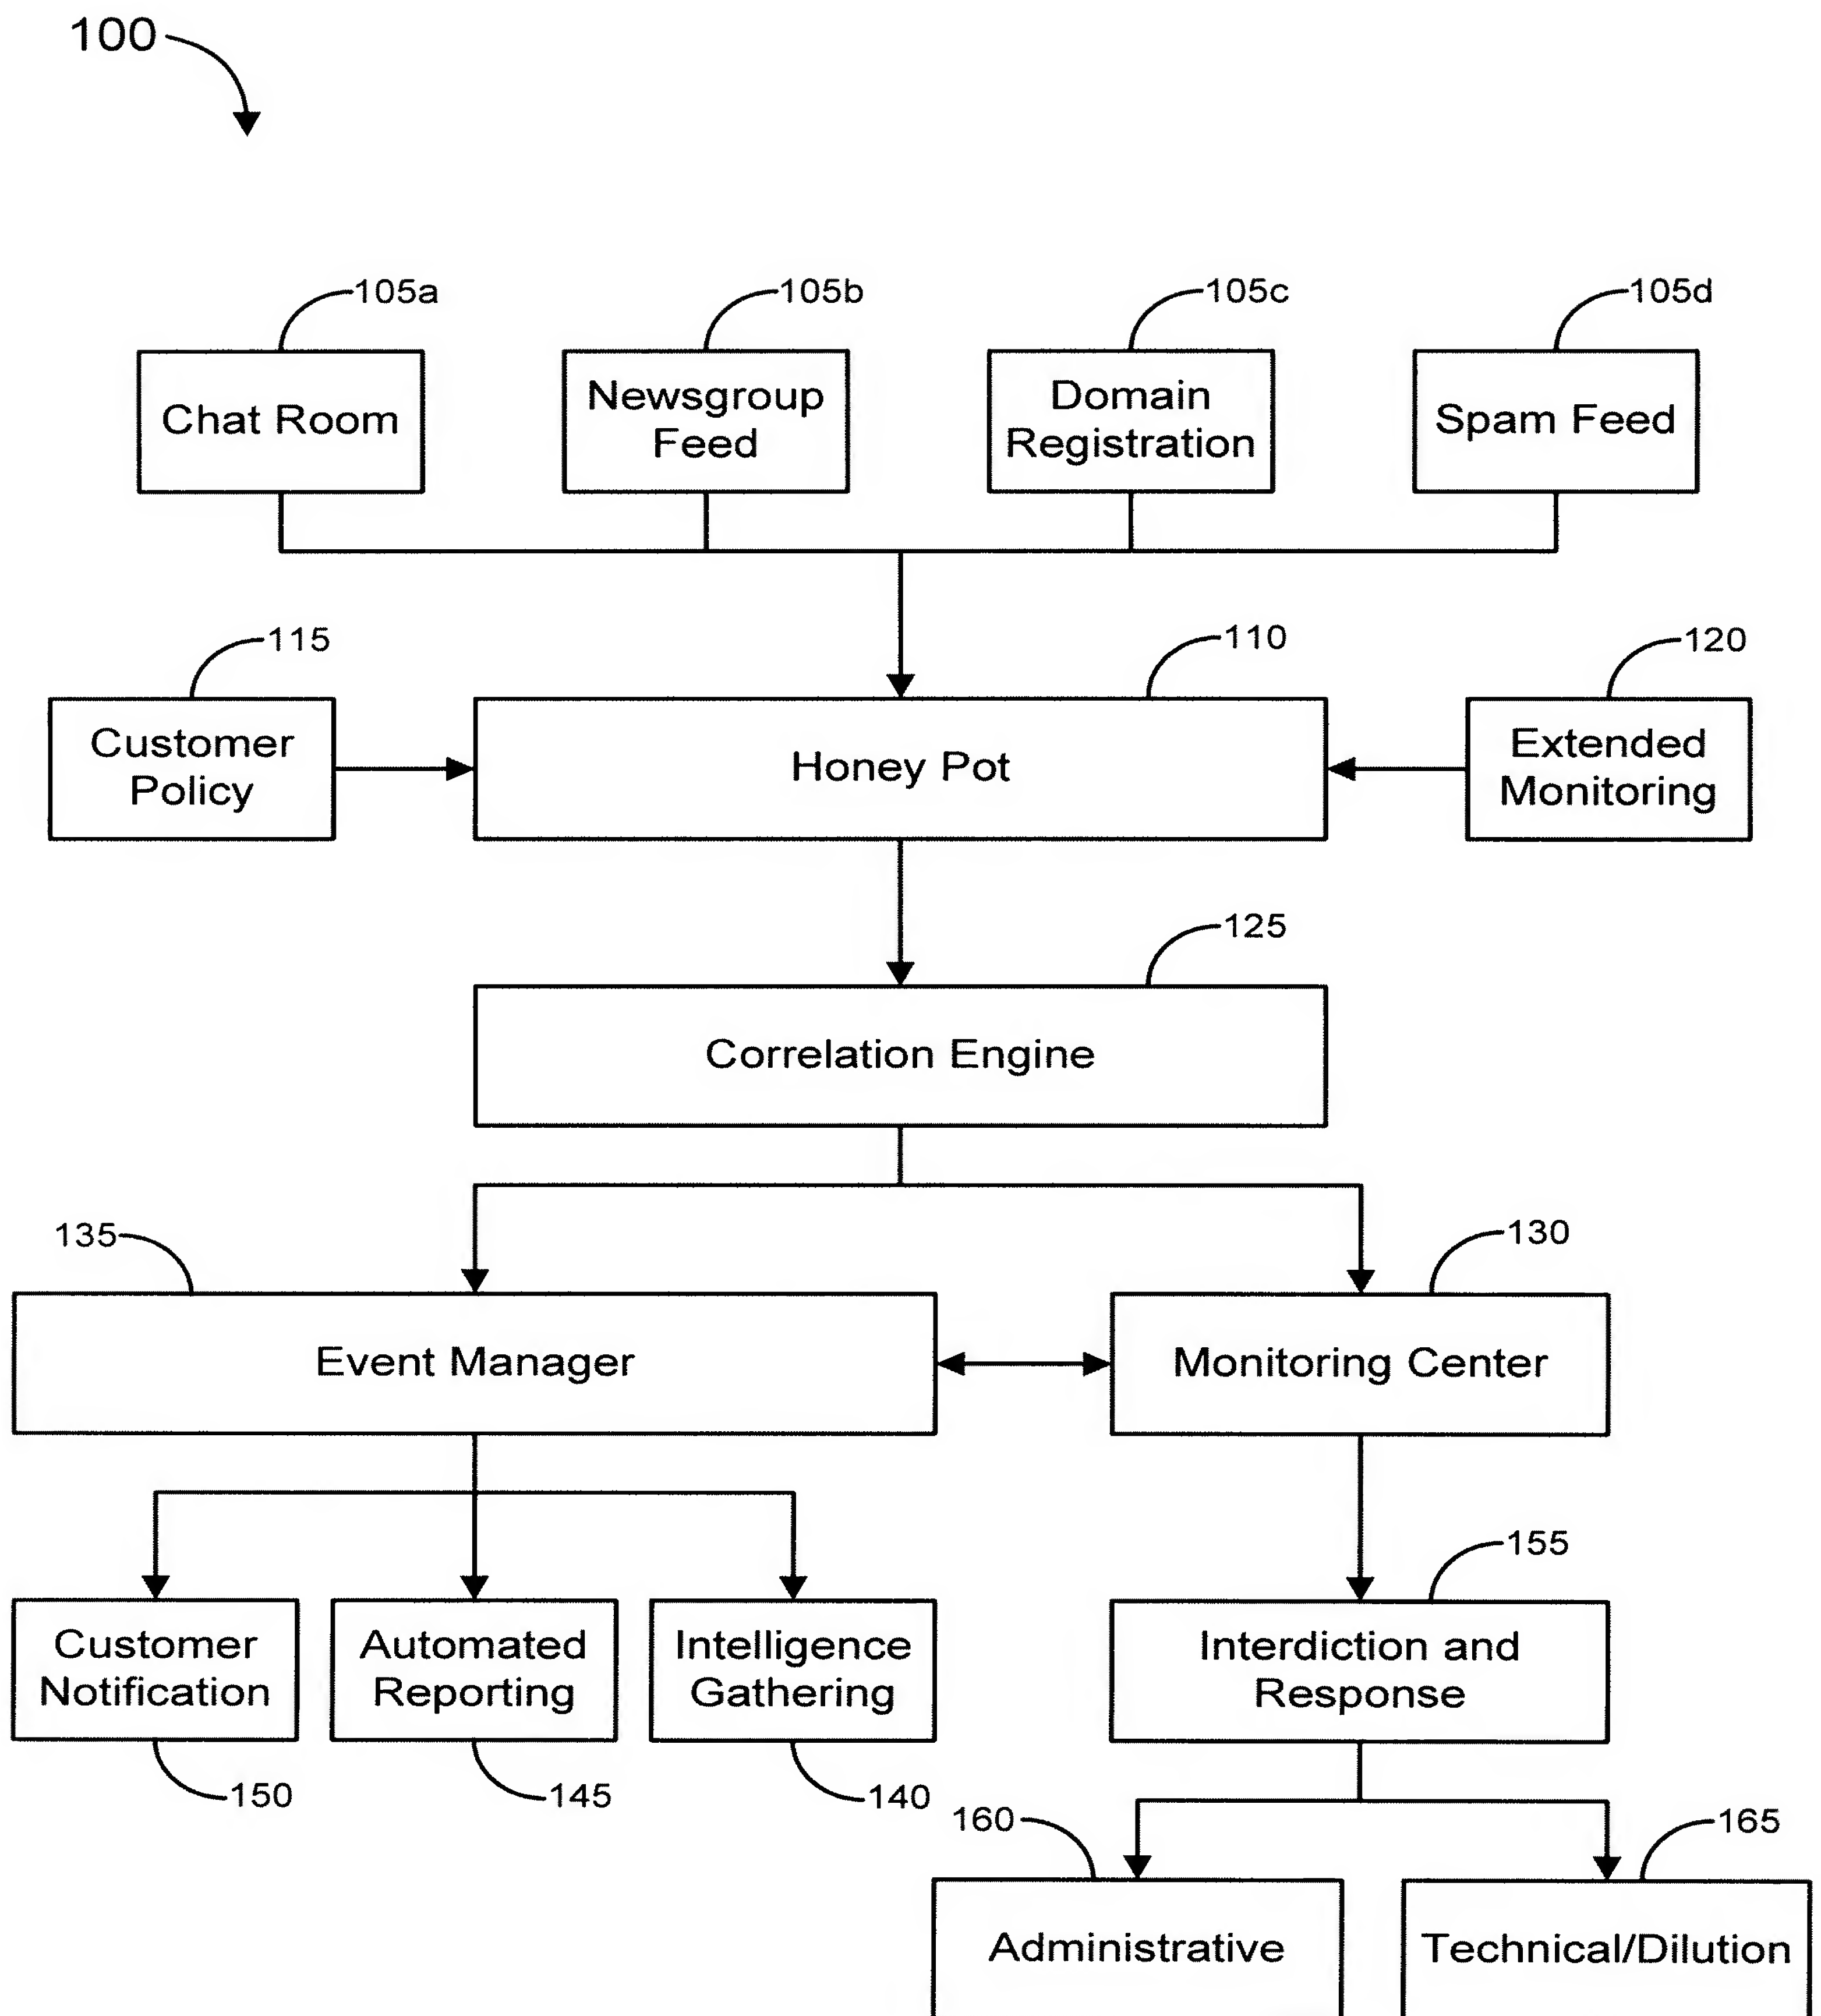 100
105a
105b
105c
105d
Chat Room
Newsgroup
Feed
Domain
Registration
Spam Feed
115
110
120
Customer
Policy
Honey Pot
Extended
Monitoring
125
Correlation Engine
135
130
Event Manager
Monitoring Center
155
Customer
Notification
Automated
Reporting
Intelligence
Gathering
Interdiction and
Response
150
145
140
160
165
Administrative
Technical/Dilution